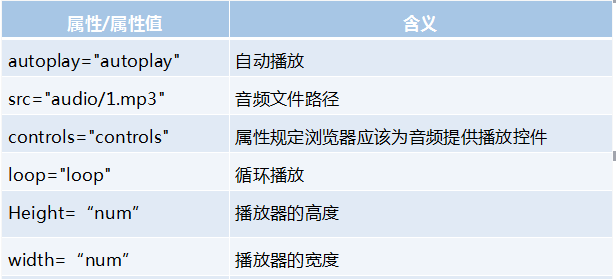 属性/属性值 含义
autoplay="autoplay" 自动播放
src="audio/1.mp3" 音频文件路径
controls="controls" 属性规定浏览器应该为音频提供播放控件
loop="loop" 循环播放
Height=“num” 播放器的高度
width=“num” 播放器的宽度